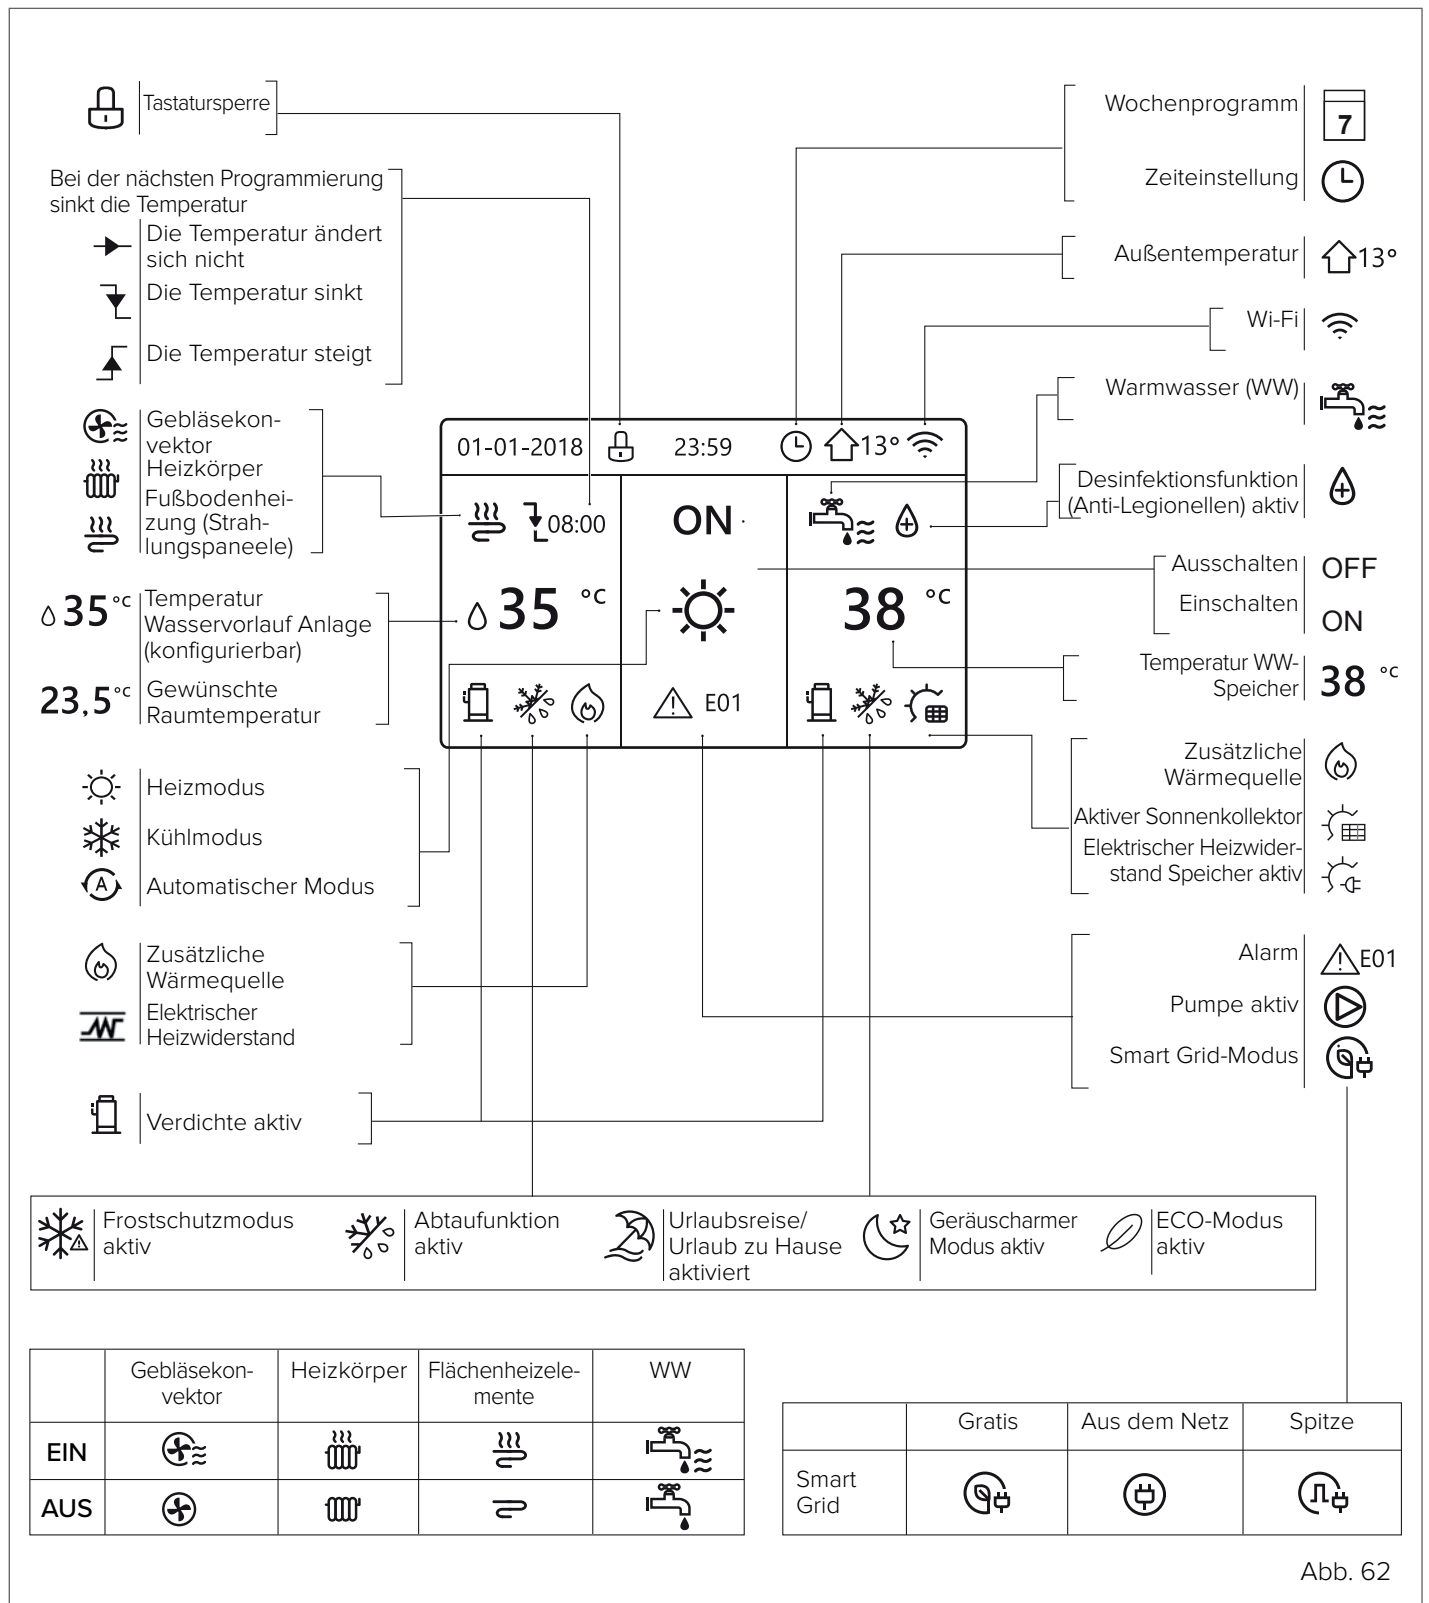 Tastatursperre
Bei der nächsten Programmierung
sinkt die Temperatur
Die Temperatur ändert
sich nicht
Die Temperatur sinkt
Die Temperatur steigt
Gebläsekon-
vektor
Heizkörper
Fußbodenhei-
zung (Strah-
lungspaneele)
35 °C
Temperatur
Wasservorlauf Anlage
(konfigurierbar)
23,5 °C
Gewünschte
Raumtemperatur
Heizmodus
Kühlmodus
A
Automatischer Modus
Zusätzliche
Wärmequelle
Elektrischer
Heizwiderstand
Verdichte aktiv
01-01-2018 23:59 13°
08:00 ON
35 °C 38 °C
E01
Wochenprogramm 7
Zeiteinstellung
Außentemperatur 13°
Wi-Fi
Warmwasser (WW)
Desinfektionsfunktion
(Anti-Legionellen) aktiv
Ausschalten OFF
Einschalten ON
Temperatur WW-
Speicher 38 °C
Zusätzliche
Wärmequelle
Aktiver Sonnenkollektor
Elektrischer Heizwider-
stand Speicher aktiv
Alarm E01
Pumpe aktiv
Smart Grid-Modus
Frostschutzmodus
aktiv
Abtaufunktion
aktiv
Urlaubsreise/
Urlaub zu Hause
aktiviert
Geräuscharmer
Modus aktiv
ECO-Modus
aktiv
Gebläsekon-
vektor
Heizkörper
Flächenheizele-
mente
WW
EIN
AUS
Gratis Aus dem Netz Spitze
Smart
Grid
Abb. 62